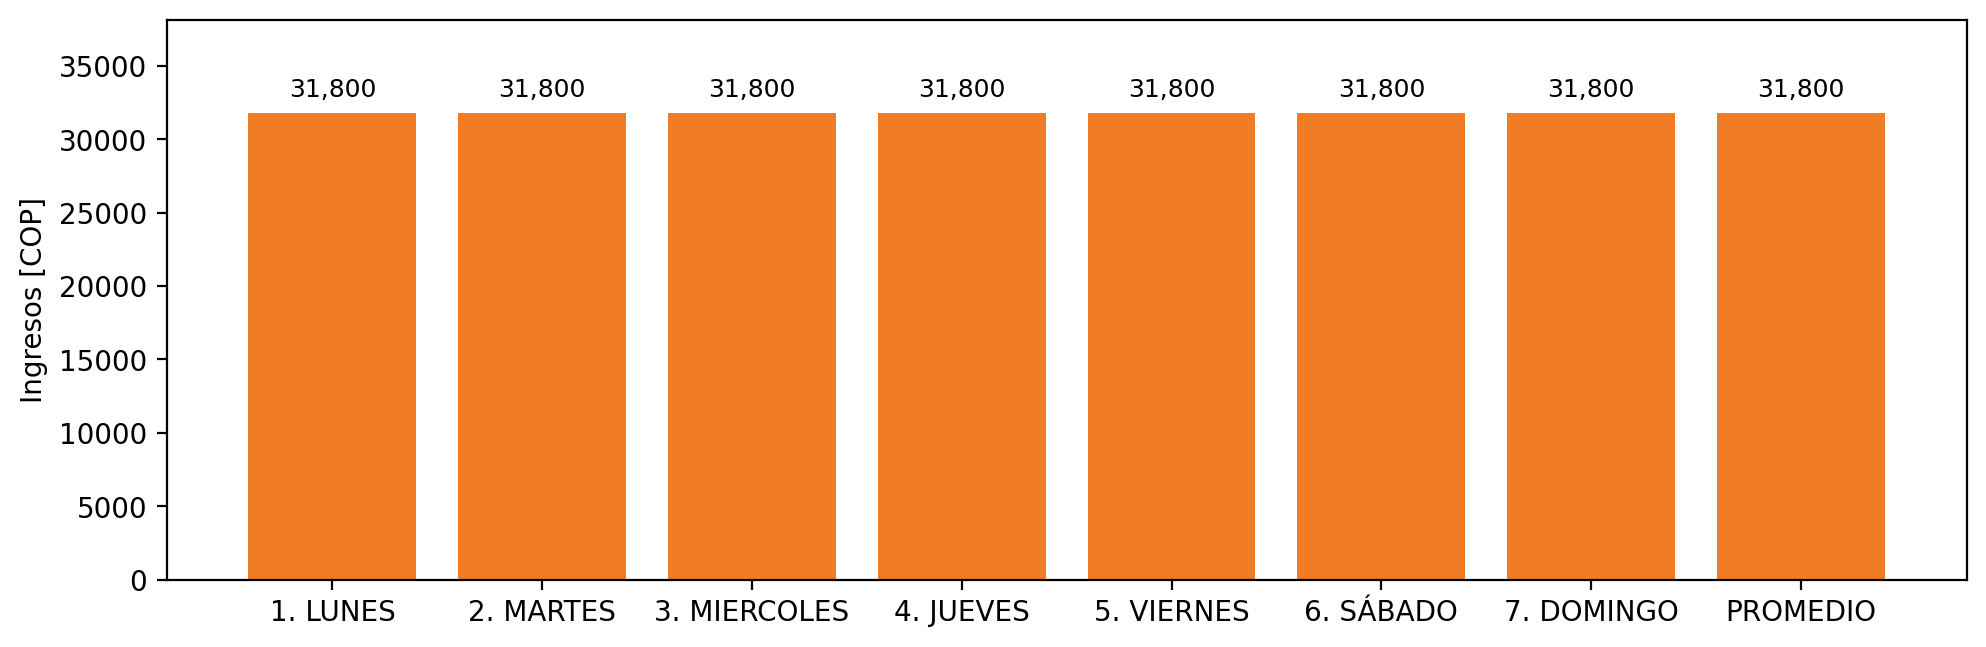 35000
30000
25000
20000
15000
10000
5000
0
Ingresos [COP]
31,800 31,800 31,800 31,800 31,800 31,800 31,800 31,800
1. LUNES 2. MARTES 3. MIERCOLES 4. JUEVES 5. VIERNES 6. SÁBADO 7. DOMINGO PROMEDIO